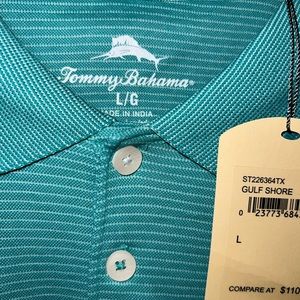 Tommy Bahama
L/G
MADE IN INDIA
ST226364TX
GULF SHORE
0 23773 684
L
COMPARE AT $110